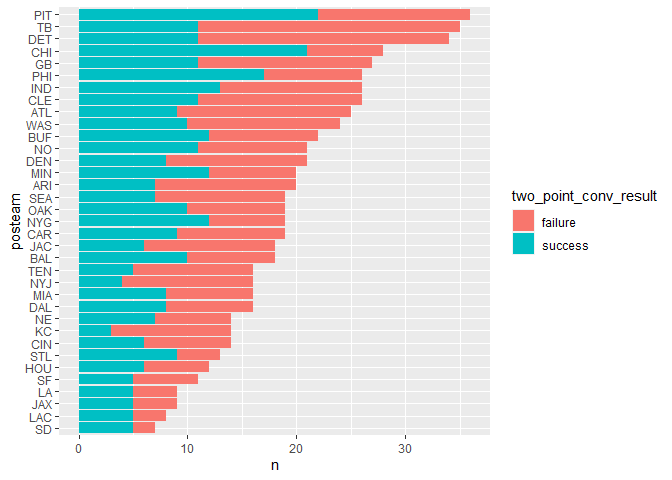 PIT
TB
DET
CHI
GB
PHI
IND
CLE
ATL
WAS
BUF
NO
DEN
MIN
ARI
SEA
OAK
NYG
CAR
JAC
BAL
TEN
NYJ
MIA
DAL
NE
KC
CIN
STL
HOU
SF
LA
JAX
LAC
SD
posteam
0 10 20 30
n
two_point_conv_result
failure
success